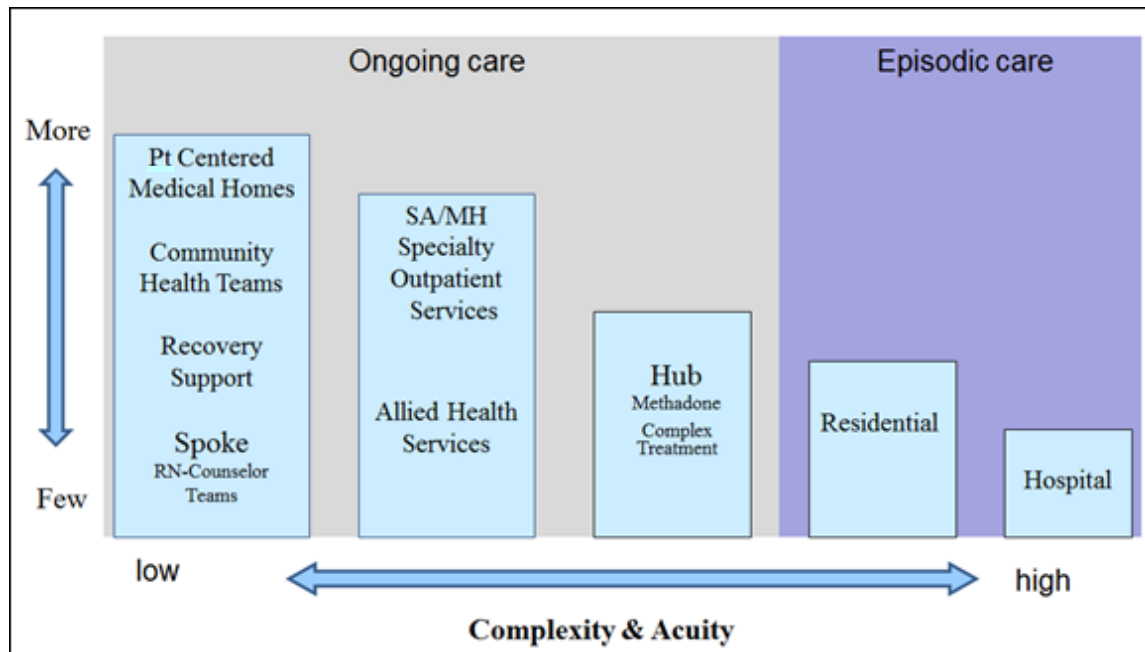 Ongoing care
Episodic care
More
Few
Pt Centered
Medical Homes
Community
Health Teams
Recovery
Support
Spoke
RN-Counselor
Teams
SA/MH
Specialty
Outpatient
Services
Allied Health
Services
Hub
Methadone
Complex
Treatment
Residential
Hospital
low
high
Complexity & Acuity